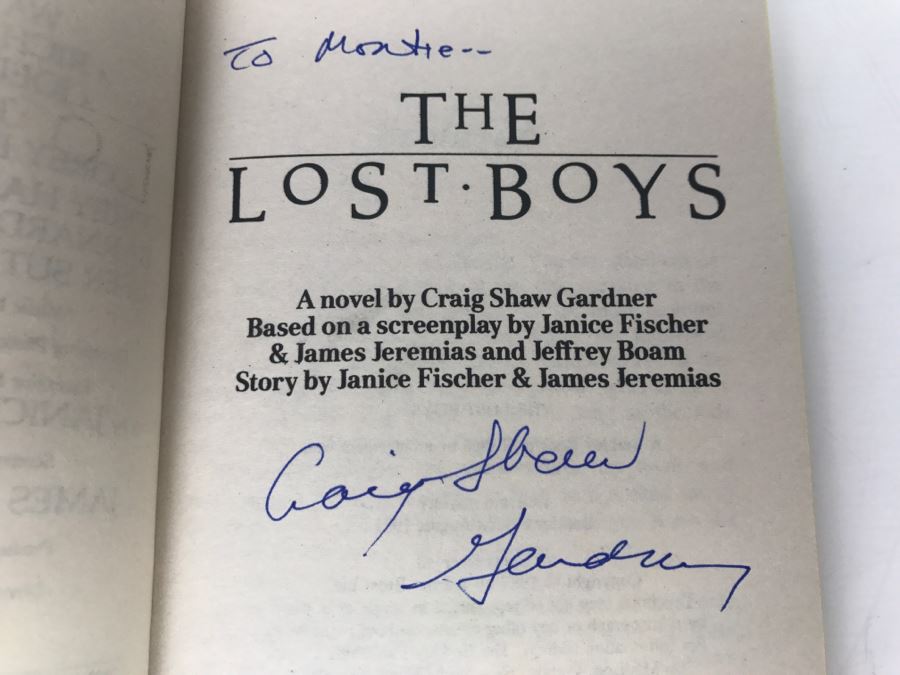 To Montie--
THE
LOST·BOYS
A novel by Craig Shaw Gardner
Based on a screenplay by Janice Fischer
& James Jeremias and Jeffrey Boam
Story by Janice Fischer & James Jeremias
Craig Shaw
Gardner